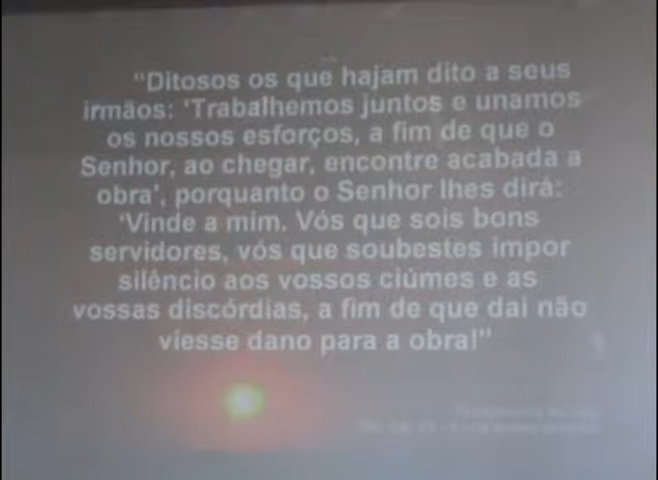 "Ditosos os que hajam dito a seus
irmãos: 'Trabalhemos juntos e unamos
os nossos esforços, a fim de que o
Senhor, ao chegar, encontre acabada a
obra', porquanto o Senhor lhes dirá:
'Vinde a mim. Vós que sois bons
servidores, vós que soubestes impor
silêncio aos vossos ciúmes e as
vossas discórdias, a fim de que daí não
viesse dano para a obra!"